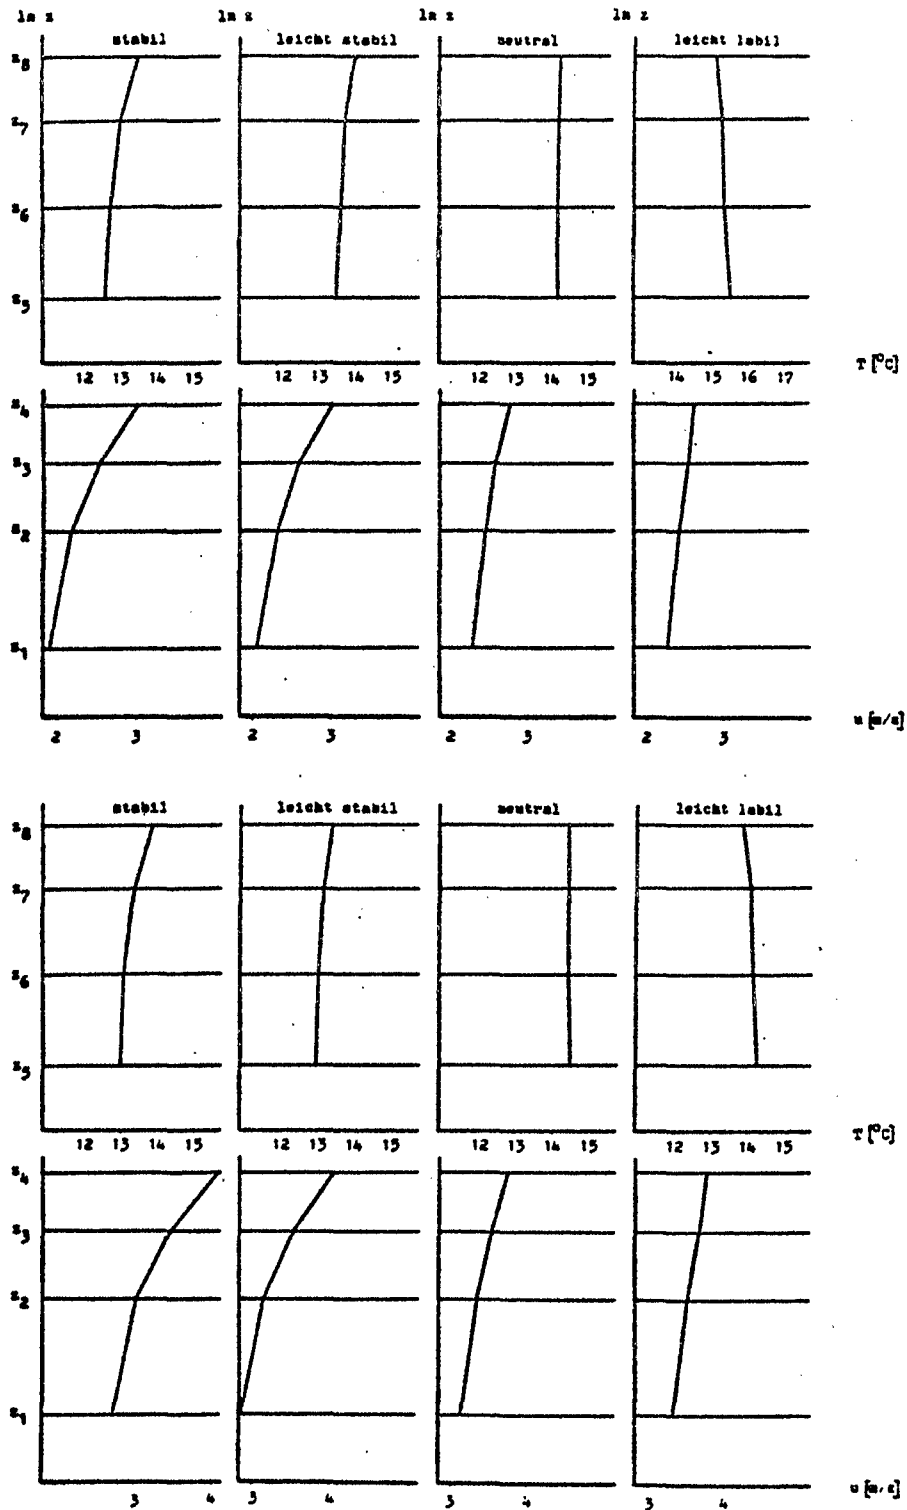 ln z ln z ln z ln z
stabil leicht stabil neutral leicht labil
z8
z7
z6
z5
12 13 14 15 12 13 14 15 12 13 14 15 14 15 16 17 T [°C]
z4
z3
z2
z1
2 3 2 3 2 3 2 3 u [m/s]
stabil leicht stabil neutral leicht labil
z8
z7
z6
z5
12 13 14 15 12 13 14 15 12 13 14 15 12 13 14 15 T [°C]
z4
z3
z2
z1
3 4 3 4 3 4 3 4 u [m/s]